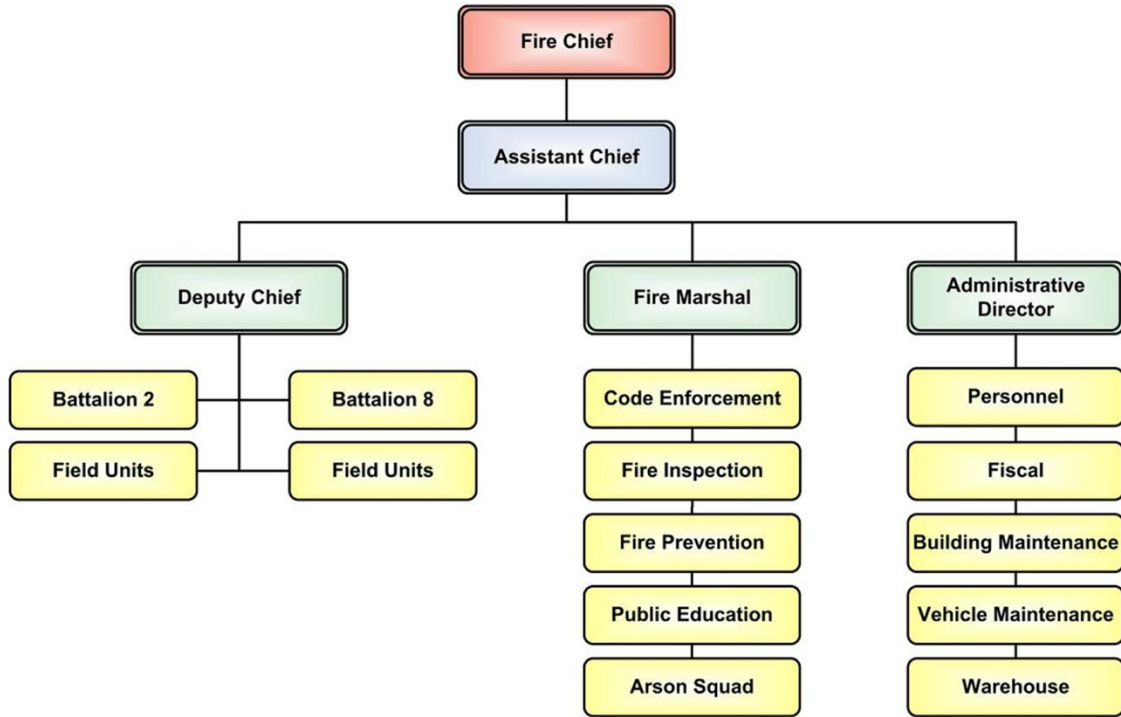 Fire Chief
Assistant Chief
Deputy Chief
Fire Marshal
Administrative
Director
Battalion 2
Battalion 8
Field Units
Field Units
Code Enforcement
Fire Inspection
Fire Prevention
Public Education
Arson Squad
Personnel
Fiscal
Building Maintenance
Vehicle Maintenance
Warehouse